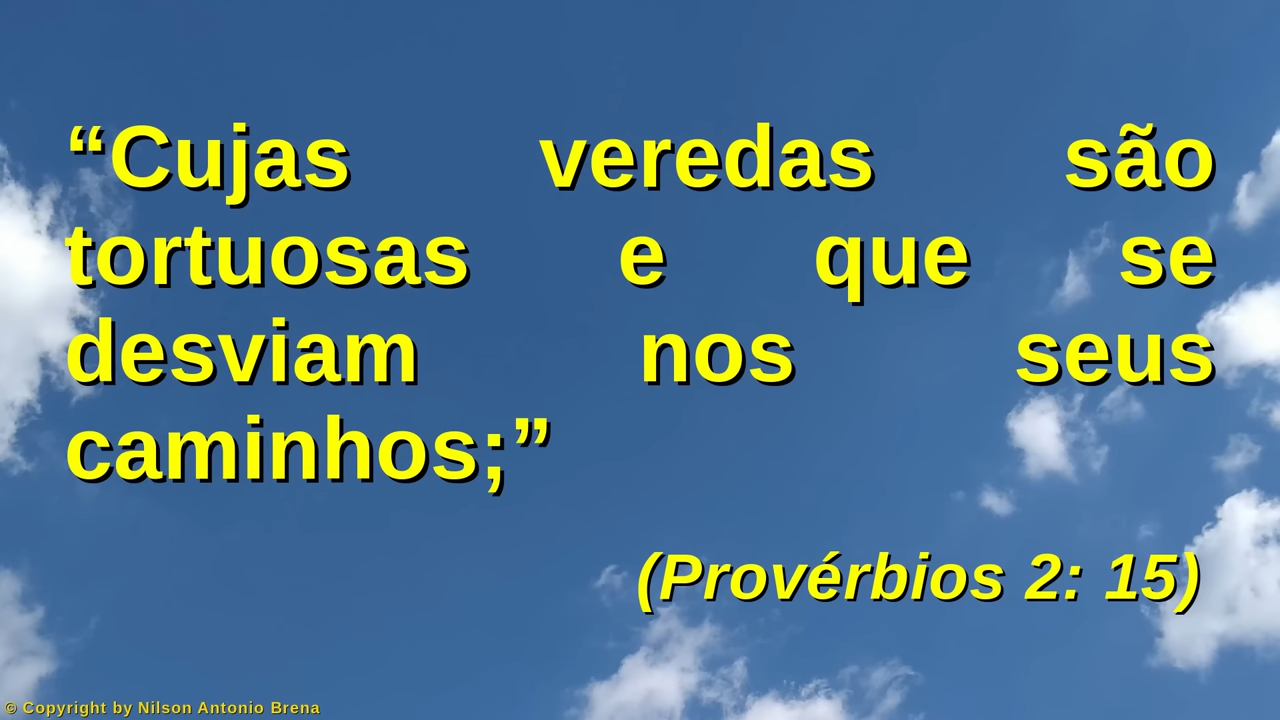 “Cujas veredas são
tortuosas e que se
desviam nos seus
caminhos;”
(Provérbios 2: 15)
© Copyright by Nilson Antonio Brena